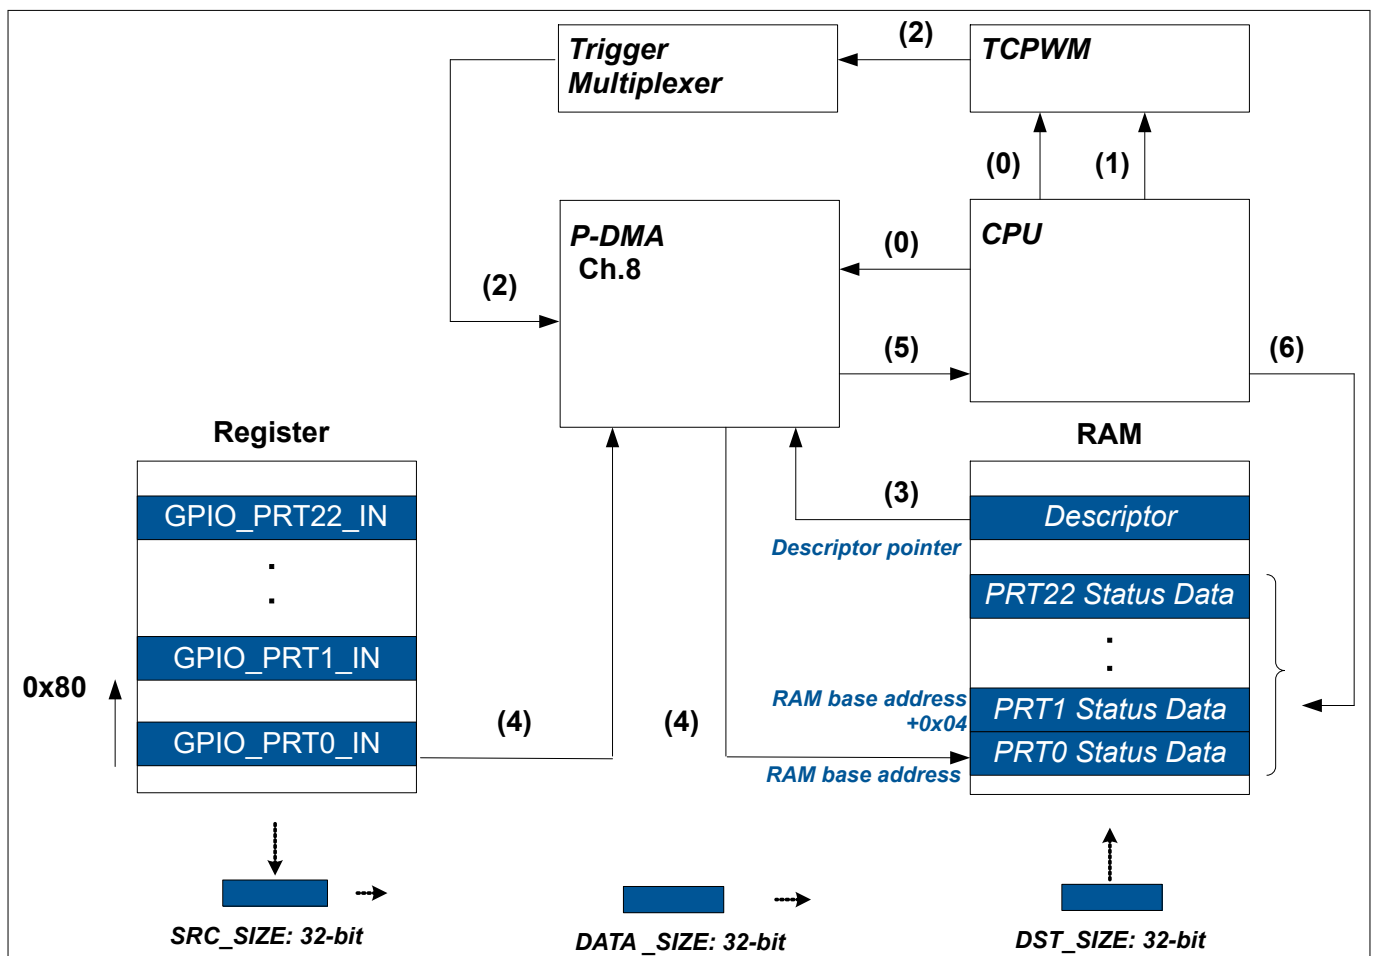 (2)
Trigger
Multiplexer
TCPWM
(0)
(1)
P-DMA
Ch.8
(0)
CPU
(2)
(5)
(6)
Register
RAM
GPIO_PRT22_IN
.
.
GPIO_PRT1_IN
0x80
GPIO_PRT0_IN
(4)
(4)
(3)
Descriptor
Descriptor pointer
PRT22 Status Data
.
.
RAM base address
+0x04
PRT1 Status Data
PRT0 Status Data
RAM base address
SRC_SIZE: 32-bit
DATA _SIZE: 32-bit
DST_SIZE: 32-bit